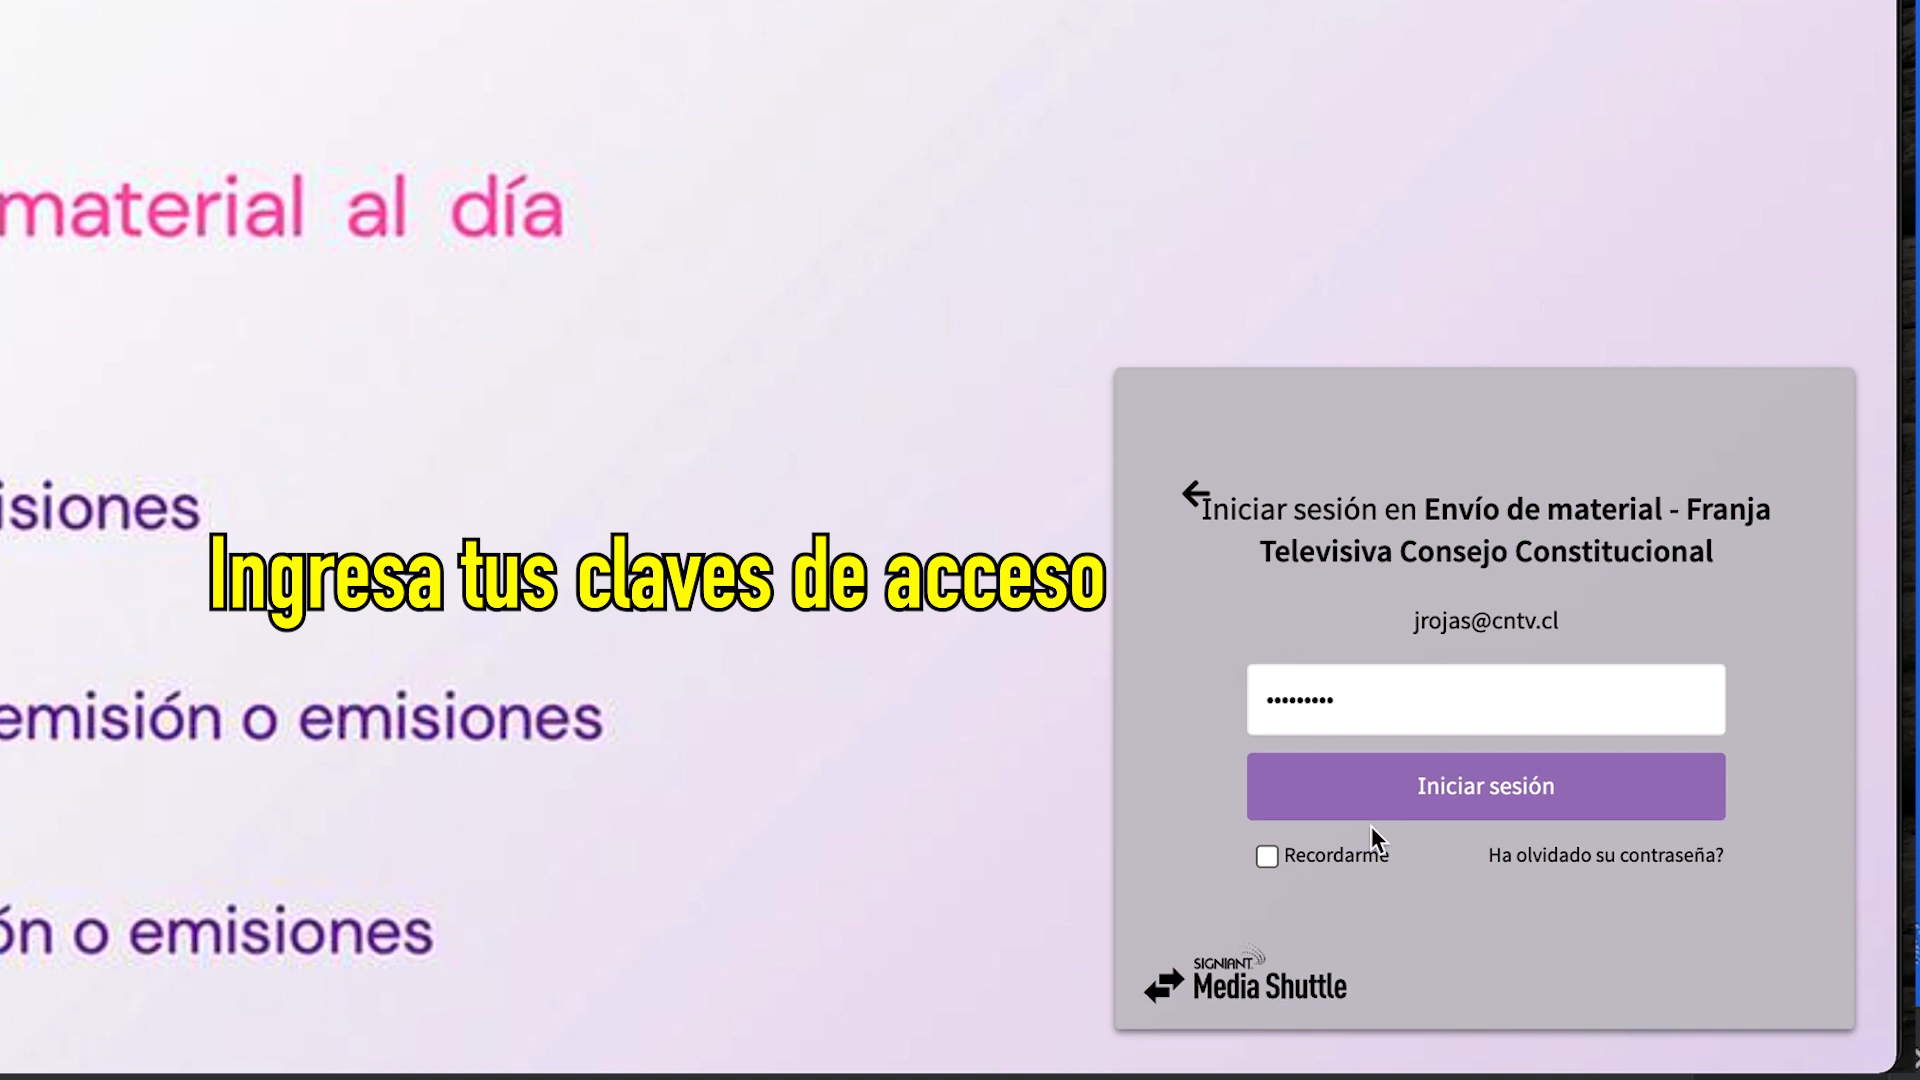 material al día
isiones
Ingresa tus claves de acceso
emisión o emisiones
ón o emisiones
Iniciar sesión en Envío de material - Franja
Televisiva Consejo Constitucional
jrojas@cntv.cl
•••••••••
Iniciar sesión
Recordarme
Ha olvidado su contraseña?
SIGNIANT
Media Shuttle